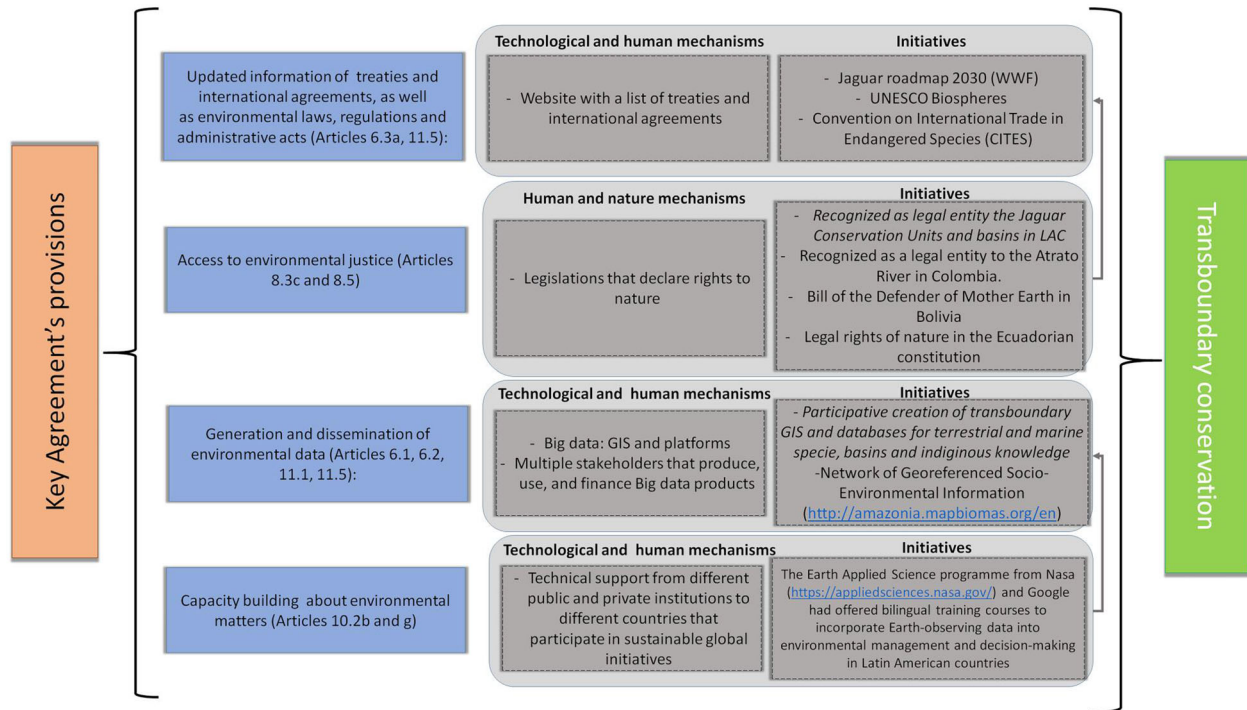 Key Agreement's provisions
Updated information of treaties and
international agreements, as well
as environmental laws, regulations and
administrative acts (Articles 6.3a, 11.5):
Technological and human mechanisms
- Website with a list of treaties and
international agreements
Initiatives
- Jaguar roadmap 2030 (WWF)
- UNESCO Biospheres
- Convention on International Trade in
Endangered Species (CITES)
Access to environmental justice (Articles
8.3c and 8.5)
Human and nature mechanisms
- Legislations that declare rights to
nature
Initiatives
- Recognized as legal entity the Jaguar
Conservation Units and basins in LAC
- Recognized as a legal entity to the Atrato
River in Colombia.
- Bill of the Defender of Mother Earth in
Bolivia
- Legal rights of nature in the Ecuadorian
constitution
Generation and dissemination of
environmental data (Articles 6.1, 6.2,
11.1, 11.5):
Technological and human mechanisms
- Big data: GIS and platforms
- Multiple stakeholders that produce,
use, and finance Big data products
Initiatives
- Participative creation of transboundary
GIS and databases for terrestrial and marine
specie, basins and indiginous knowledge
-Network of Georeferenced Socio-
Environmental Information
(http://amazonia.mapbiomas.org/en)
Capacity building about environmental
matters (Articles 10.2b and g)
Technological and human mechanisms
- Technical support from different
public and private institutions to
different countries that
participate in sustainable global
initiatives
Initiatives
The Earth Applied Science programme from Nasa
(https://appliedsciences.nasa.gov/) and Google
had offered bilingual training courses to
incorporate Earth-observing data into
environmental management and decision-making
in Latin American countries
Transboundary conservation